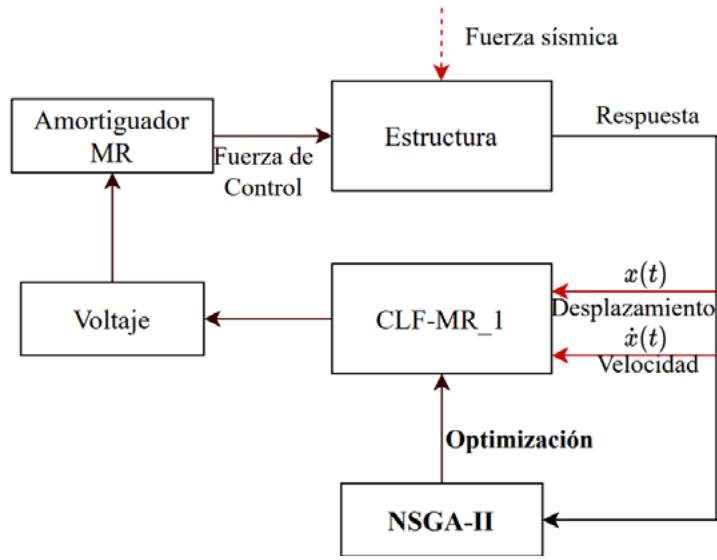 Fuerza sísmica
Amortiguador
MR
Fuerza de
Control
Estructura
Respuesta
Voltaje
CLF-MR_1
x(t)
Desplazamiento
ẋ(t)
Velocidad
Optimización
NSGA-II